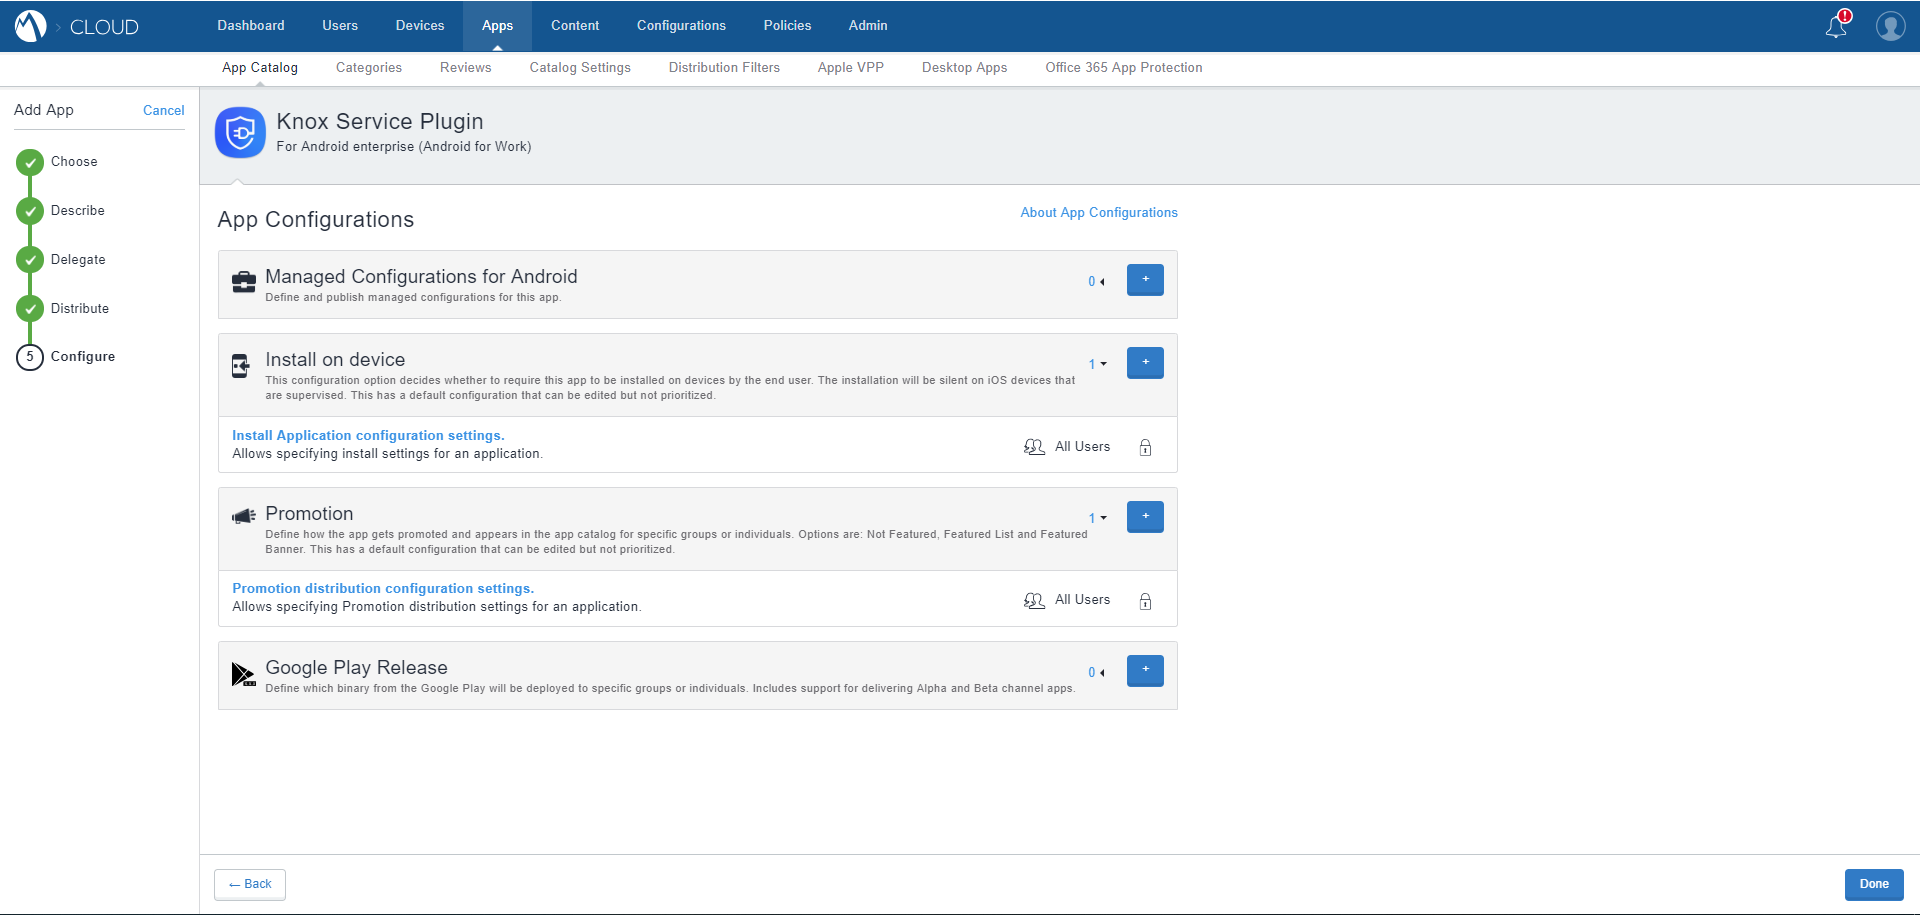 CLOUD
Dashboard Users Devices Apps Content Configurations Policies Admin
!
App Catalog Categories Reviews Catalog Settings Distribution Filters Apple VPP Desktop Apps Office 365 App Protection
Add App Cancel
Choose
Describe
Delegate
Distribute
5 Configure
Knox Service Plugin
For Android enterprise (Android for Work)
App Configurations
About App Configurations
Managed Configurations for Android
Define and publish managed configurations for this app.
0 +
Install on device
This configuration option decides whether to require this app to be installed on devices by the end user. The installation will be silent on iOS devices that
are supervised. This has a default configuration that can be edited but not prioritized.
1 +
Install Application configuration settings.
Allows specifying install settings for an application.
All Users
Promotion
Define how the app gets promoted and appears in the app catalog for specific groups or individuals. Options are: Not Featured, Featured List and Featured
Banner. This has a default configuration that can be edited but not prioritized.
1 +
Promotion distribution configuration settings.
Allows specifying Promotion distribution settings for an application.
All Users
Google Play Release
Define which binary from the Google Play will be deployed to specific groups or individuals. Includes support for delivering Alpha and Beta channel apps.
0 +
← Back
Done